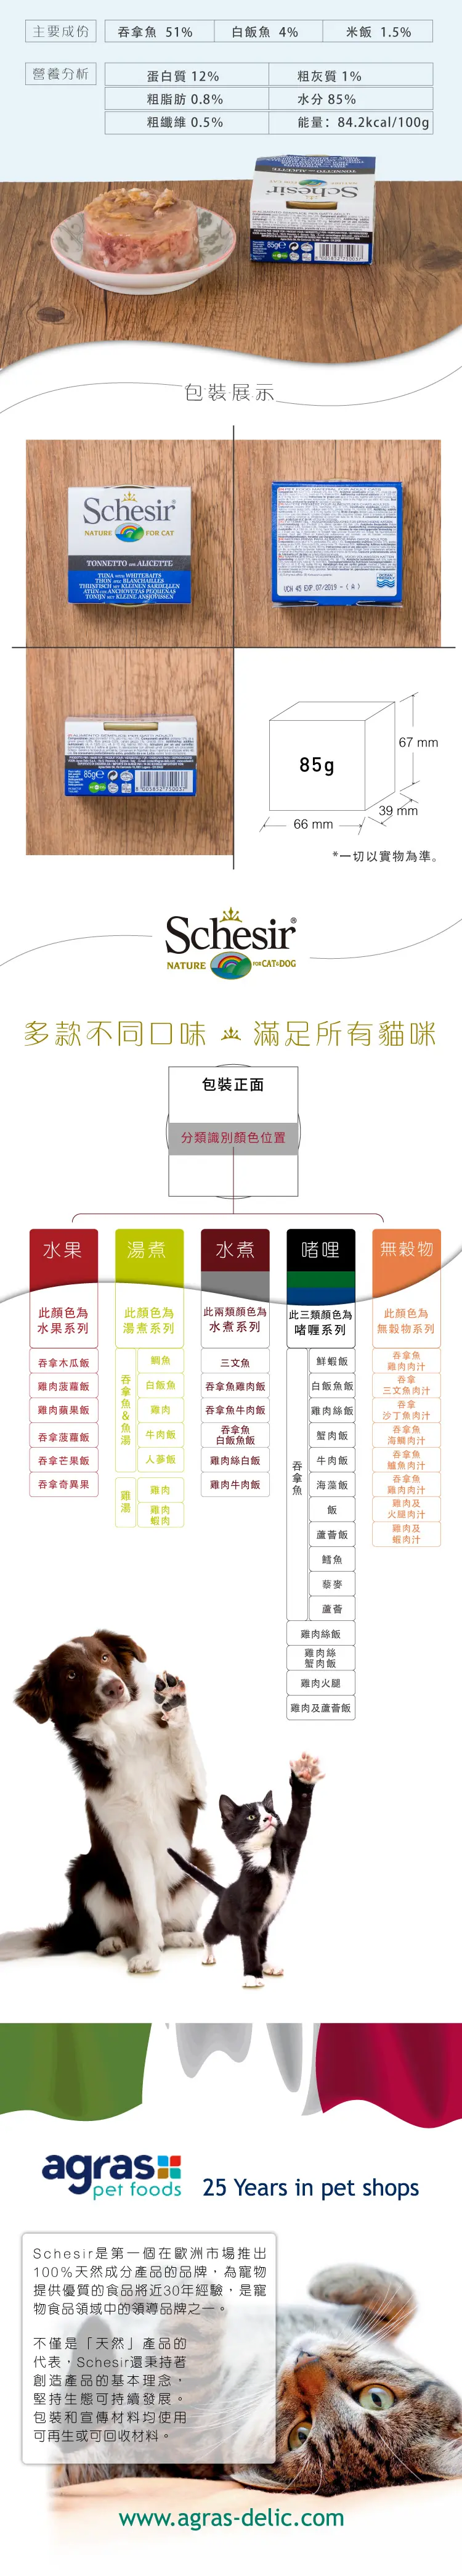 主要成份
吞拿魚 51%
白飯魚 4%
米飯 1.5%
營養分析
蛋白質 12%
粗灰質 1%
粗脂肪 0.8%
水分 85%
粗纖維 0.5%
能量：84.2kcal/100g
Schesir
85g
包裝展示
Schesir
NATURE FOR CAT
TONNETTO CON ALICETTE
TUNA WITH WHITEBAITS
THON AVEC BLANCHAILLES
THUNFISCH MIT KLEINEN SARDELLEN
ATÚN CON ANCHOVETAS PEQUEÑAS
TONIJN MET KLEINE ANSJOVISSEN
85g
85g
67 mm
39 mm
66 mm
*一切以實物為準。
Schesir®
NATURE FOR CAT&DOG
多款不同口味 滿足所有貓咪
包裝正面
分類識別顏色位置
水果
湯煮
水煮
啫喱
無穀物
此顏色為
水果系列
此顏色為
湯煮系列
此兩類顏色為
水煮系列
此三類顏色為
啫喱系列
此顏色為
無穀物系列
吞拿木瓜飯
雞肉菠蘿飯
雞肉蘋果飯
吞拿菠蘿飯
吞拿芒果飯
吞拿奇異果
吞拿魚&魚湯
鯛魚
白飯魚
雞肉
牛肉飯
人蔘飯
雞湯
雞肉
雞肉
蝦肉
三文魚
吞拿魚雞肉飯
吞拿魚牛肉飯
吞拿魚
白飯魚飯
雞肉絲白飯
雞肉牛肉飯
吞拿魚
鮮蝦飯
白飯魚飯
雞肉絲飯
蟹肉飯
牛肉飯
海藻飯
飯
蘆薈飯
鱈魚
藜麥
蘆薈
雞肉絲飯
雞肉絲
蟹肉飯
雞肉火腿
雞肉及蘆薈飯
吞拿魚
雞肉肉汁
吞拿
三文魚肉汁
吞拿
沙丁魚肉汁
吞拿魚
海鯛肉汁
吞拿魚
鱸魚肉汁
吞拿魚
雞肉肉汁
雞肉及
火腿肉汁
雞肉及
蝦肉汁
agras
pet foods
25 Years in pet shops
Schesir是第一個在歐洲市場推出
100%天然成分產品的品牌，為寵物
提供優質的食品將近30年經驗，是寵
物食品領域中的領導品牌之一。
不僅是「天然」產品的
代表，Schesir還秉持著
創造產品的基本理念，
堅持生態可持續發展。
包裝和宣傳材料均使用
可再生或可回收材料。
www.agras-delic.com